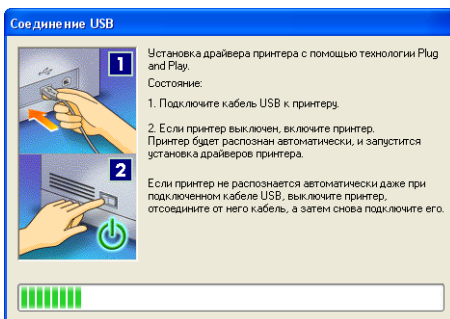 Соединение USB
1
Установка драйвера принтера с помощью технологии Plug
and Play.
Состояние:
1. Подключите кабель USB к принтеру.
2. Если принтер выключен, включите принтер.
Принтер будет распознан автоматически, и запустится
установка драйверов принтера.
2
Если принтер не распознается автоматически даже при
подключенном кабеле USB, выключите принтер,
отсоедините от него кабель, а затем снова подключите его.